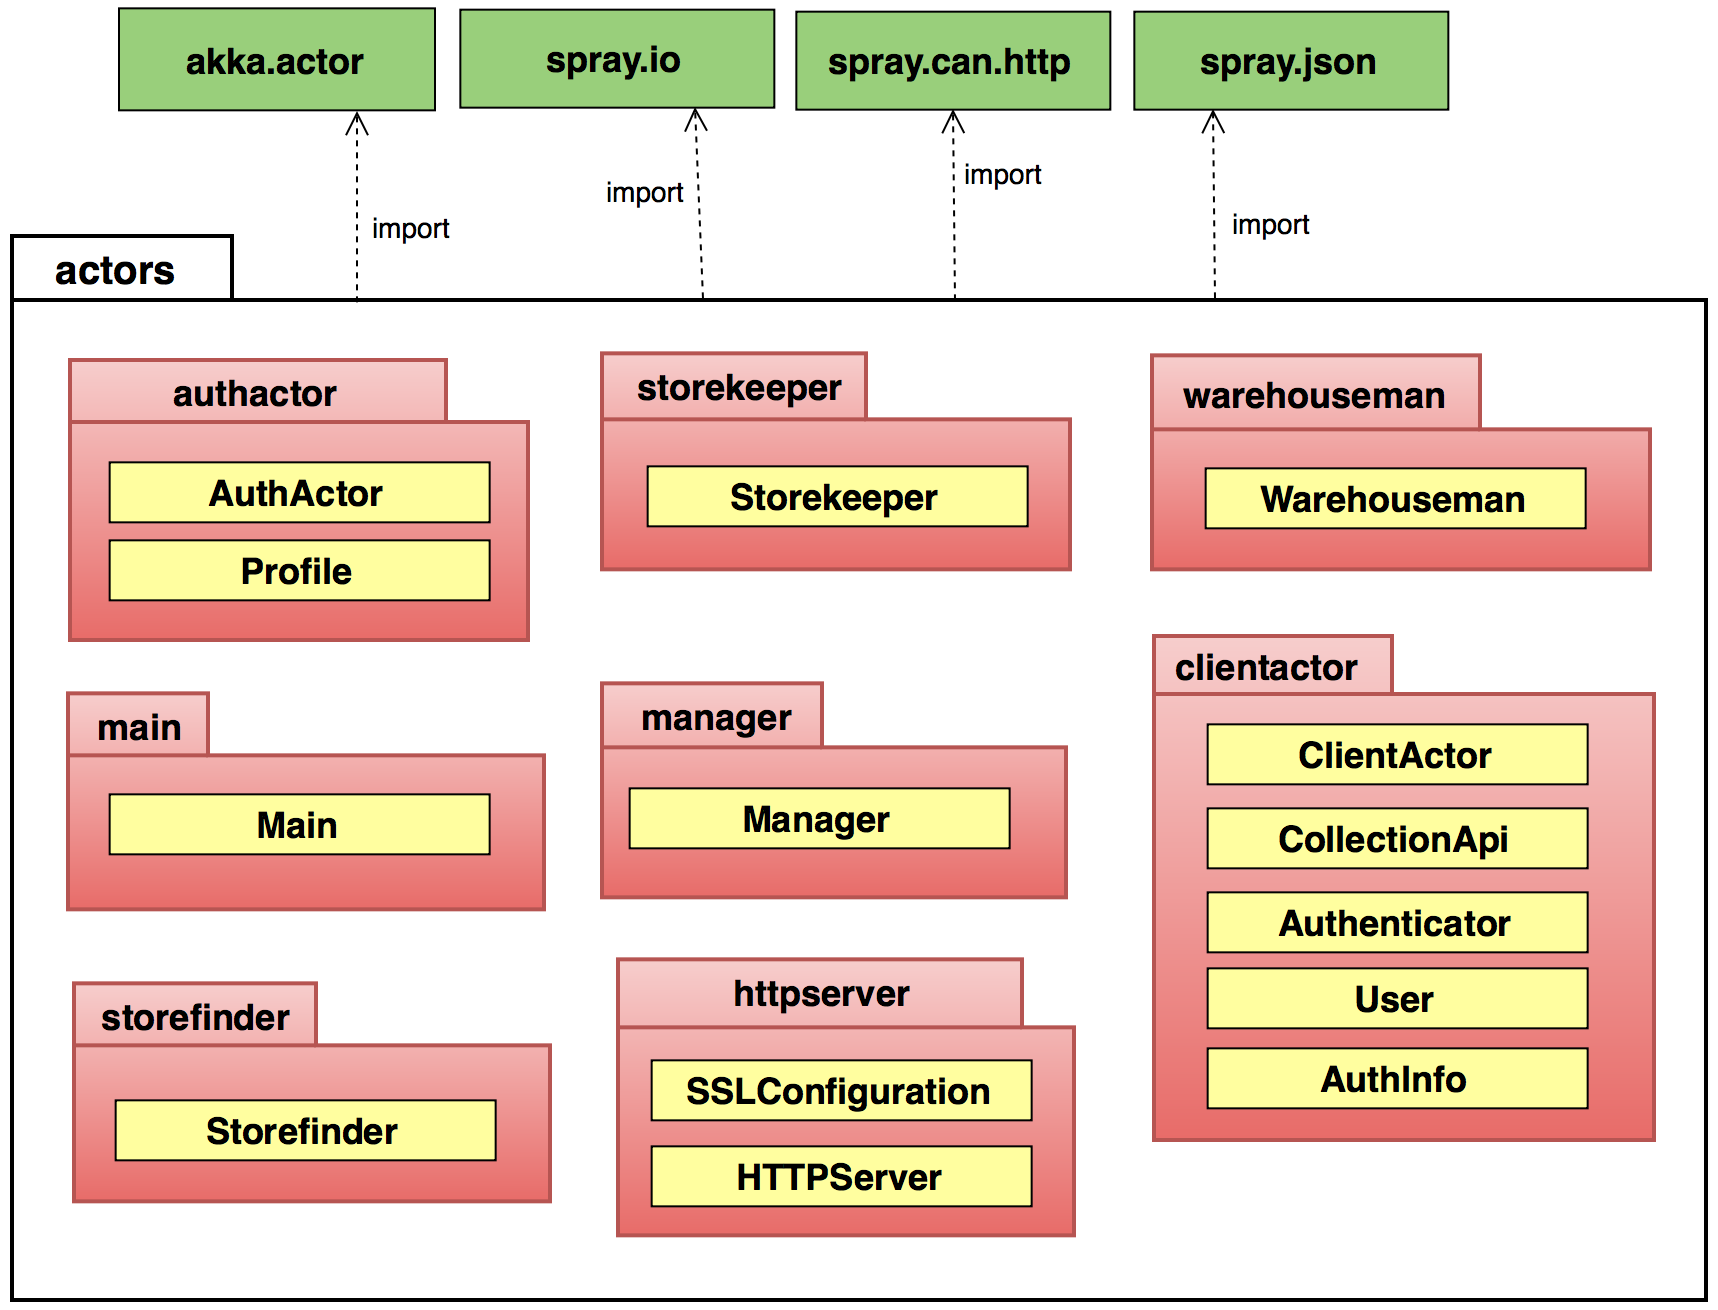 akka.actor
spray.io
spray.can.http
spray.json
import
import
import
import
actors
authactor
AuthActor
Profile
storekeeper
Storekeeper
warehouseman
Warehouseman
main
Main
manager
Manager
clientactor
ClientActor
CollectionApi
Authenticator
User
AuthInfo
storefinder
Storefinder
httpserver
SSLConfiguration
HTTPServer